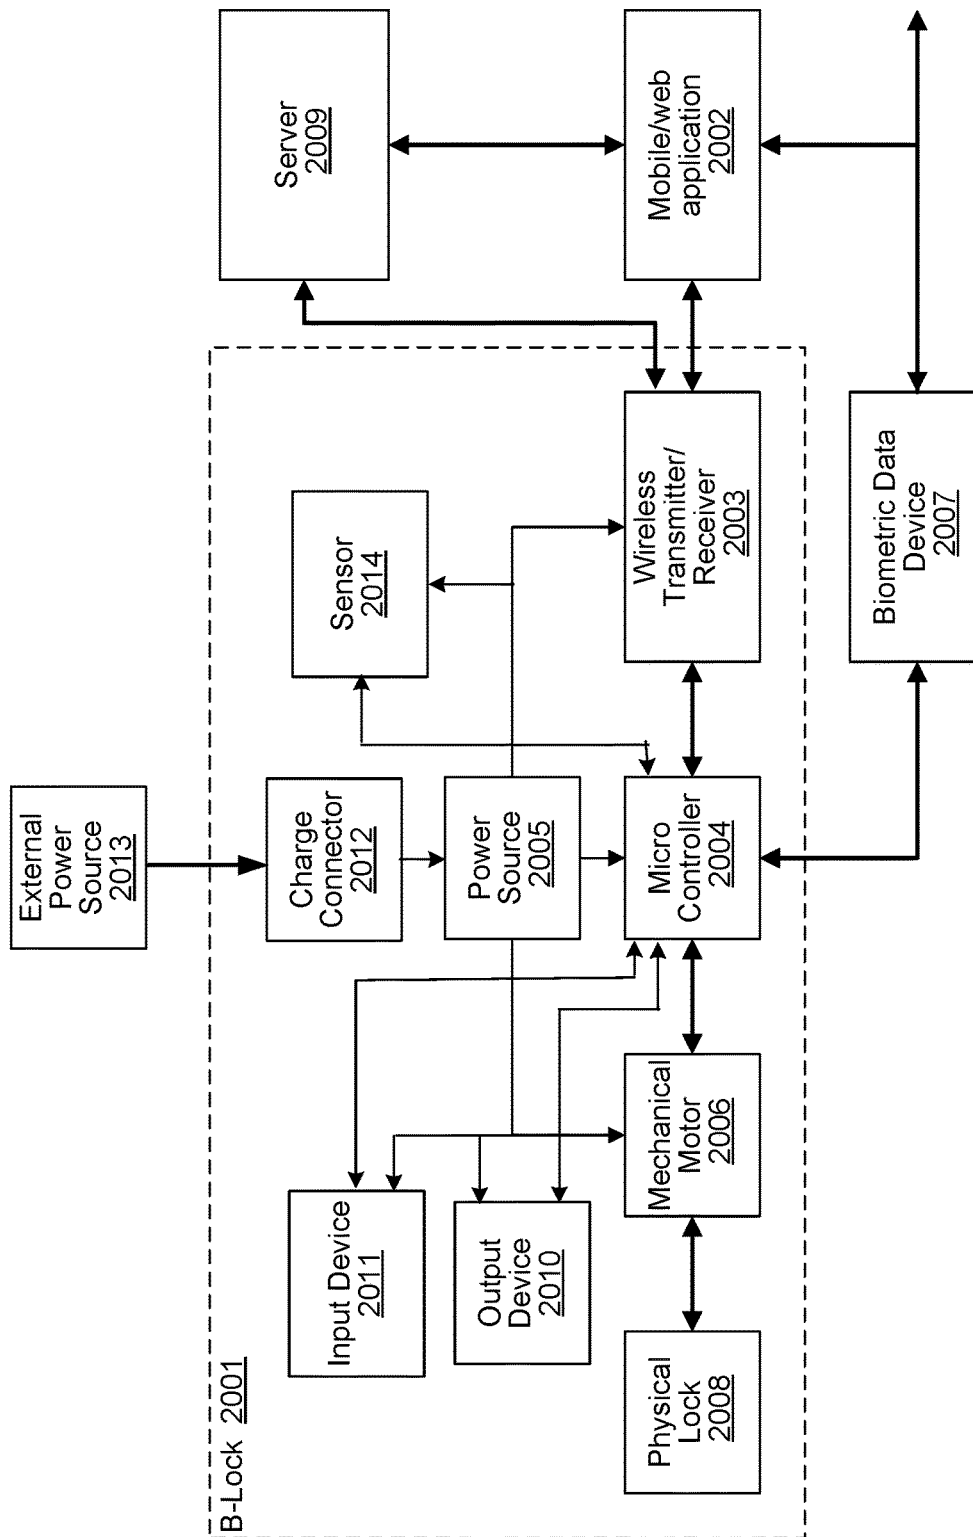 External
Power
Source
2013
B-Lock 2001
Input Device
2011
Charge
Connector
2012
Sensor
2014
Server
2009
Output
Device
2010
Power
Source
2005
Physical
Lock
2008
Mechanical
Motor
2006
Micro
Controller
2004
Wireless
Transmitter/
Receiver
2003
Mobile/web
application
2002
Biometric Data
Device
2007